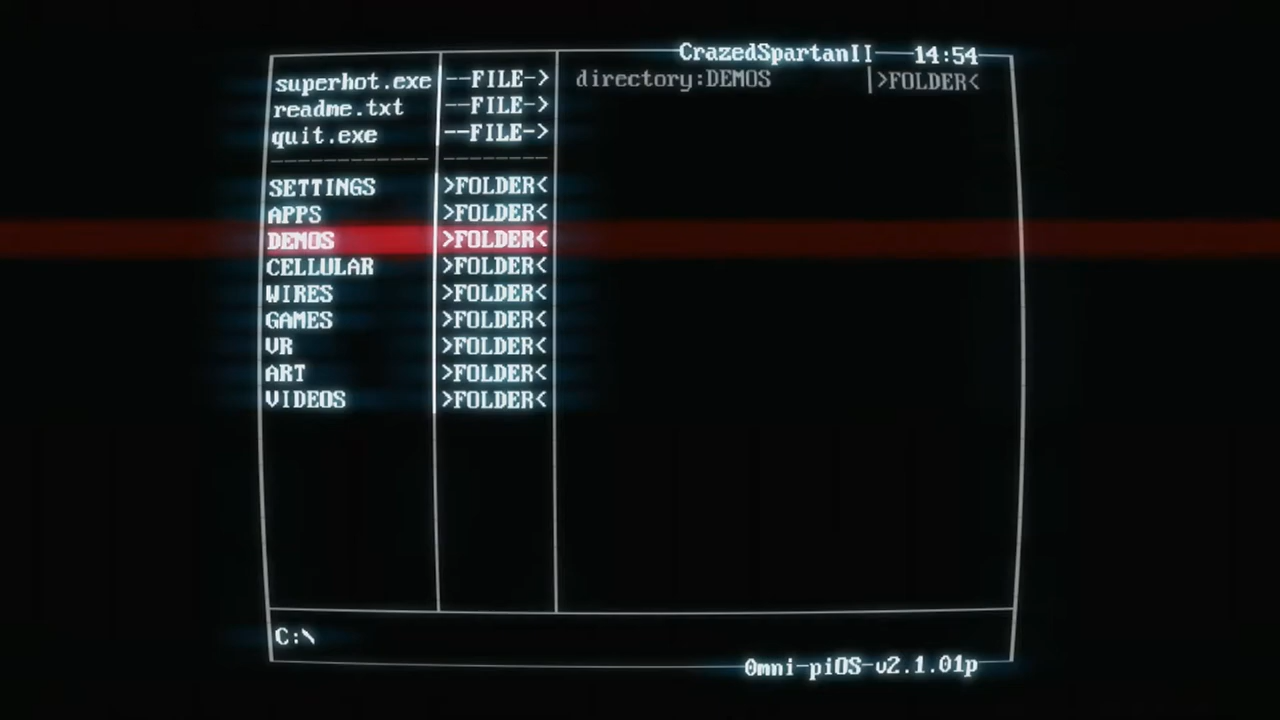 CrazedSpartanII 14:54
superhot.exe --FILE-> directory:DEMOS |>FOLDER<
readme.txt --FILE->
quit.exe --FILE->
------------ --------
SETTINGS >FOLDER<
APPS >FOLDER<
DEMOS >FOLDER<
CELLULAR >FOLDER<
WIRES >FOLDER<
GAMES >FOLDER<
VR >FOLDER<
ART >FOLDER<
VIDEOS >FOLDER<
C:\
0mni-piOS-v2.1.01p